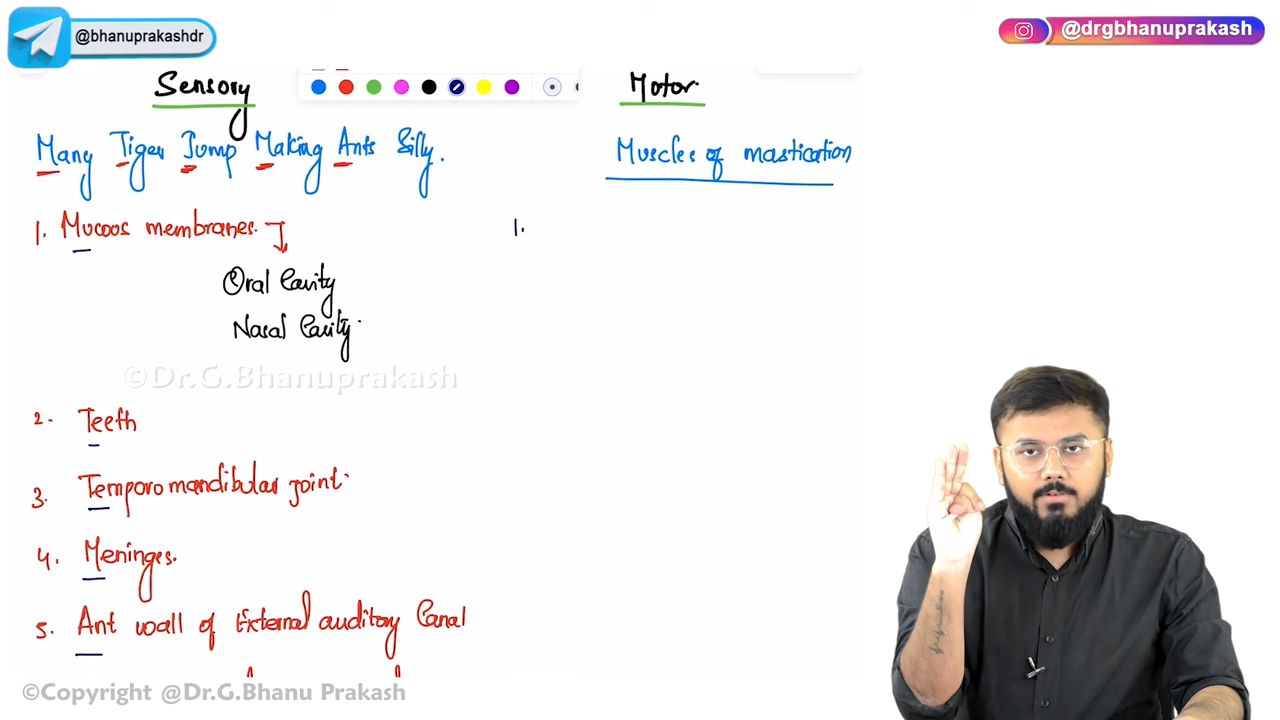 @bhanuprakashdr
@drgbhanuprakash
Sensory
Many Tiger Jump Making Ants Silly.
1. Mucous membranes.
Oral Cavity
Nasal Cavity.
©Dr.G.Bhanuprakash
2. Teeth
3. Temporomandibular joint
4. Meninges.
5. Ant wall of External auditory Canal
Motor
Muscles of mastication
1.
©Copyright @Dr.G.Bhanu Prakash